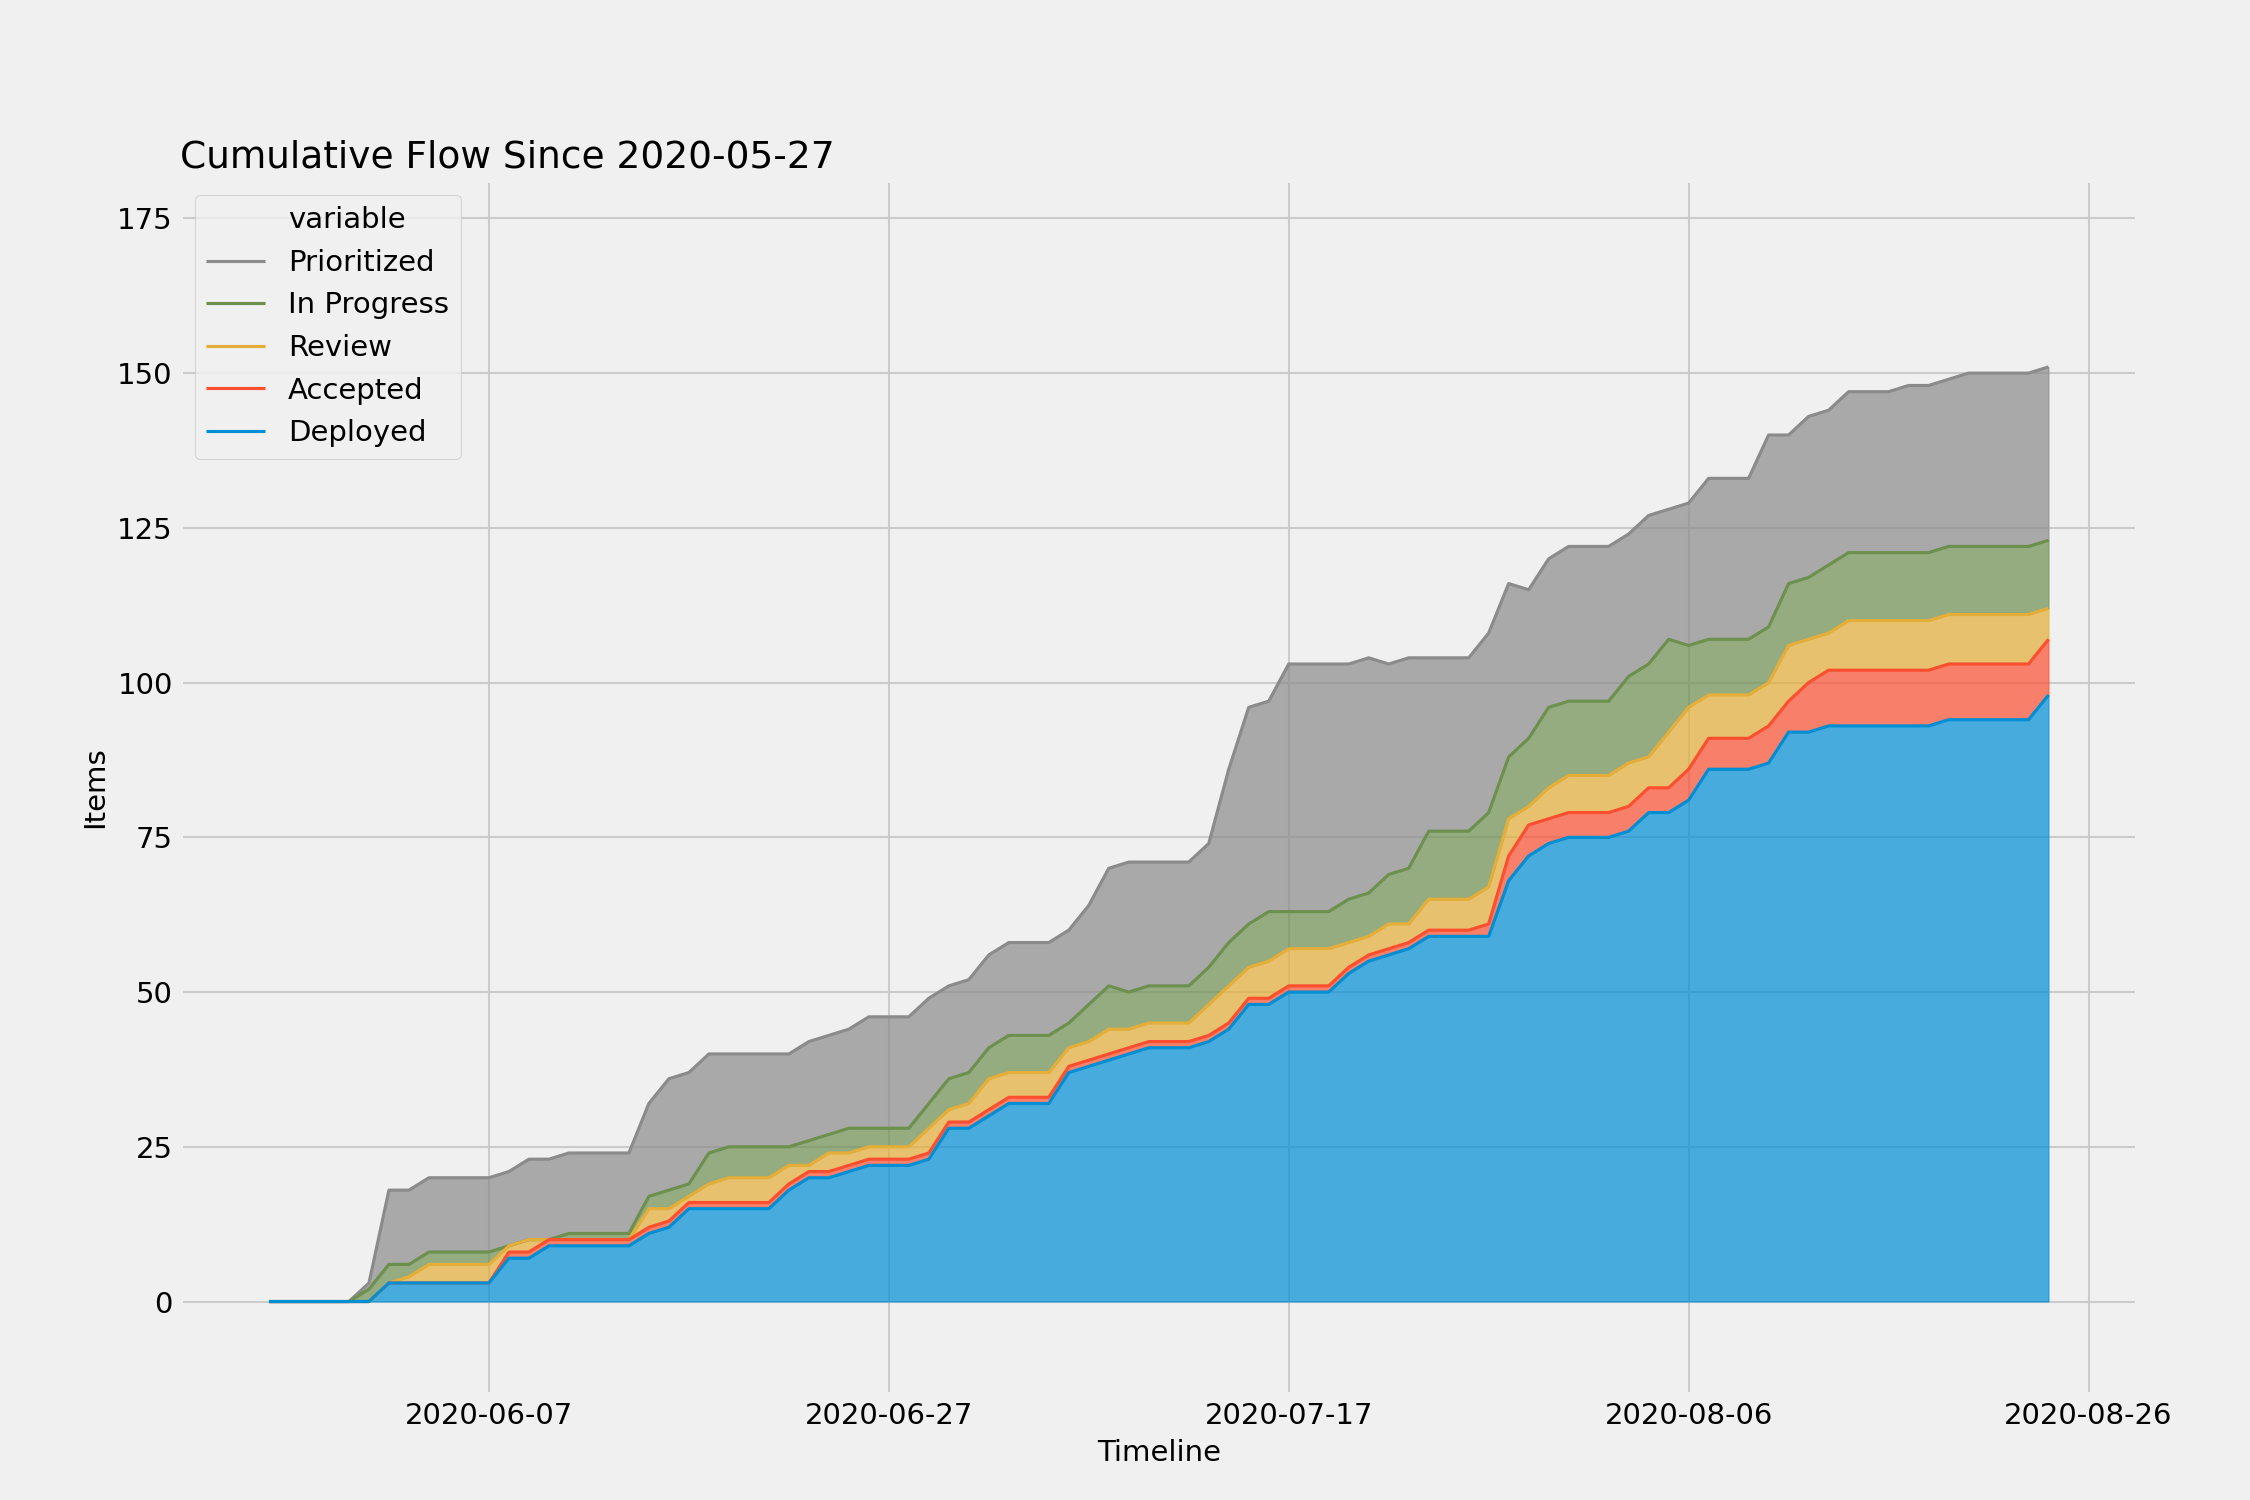 Cumulative Flow Since 2020-05-27
variable
Prioritized
In Progress
Review
Accepted
Deployed
175
150
125
100
75
50
25
0
Items
2020-06-07 2020-06-27 2020-07-17 2020-08-06 2020-08-26
Timeline